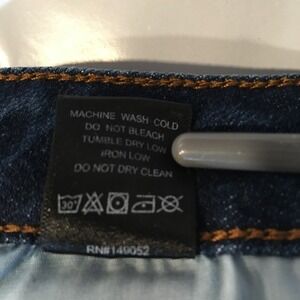 MACHINE WASH COLD
DO NOT BLEACH
TUMBLE DRY LOW
IRON LOW
DO NOT DRY CLEAN
30°
RN#149052